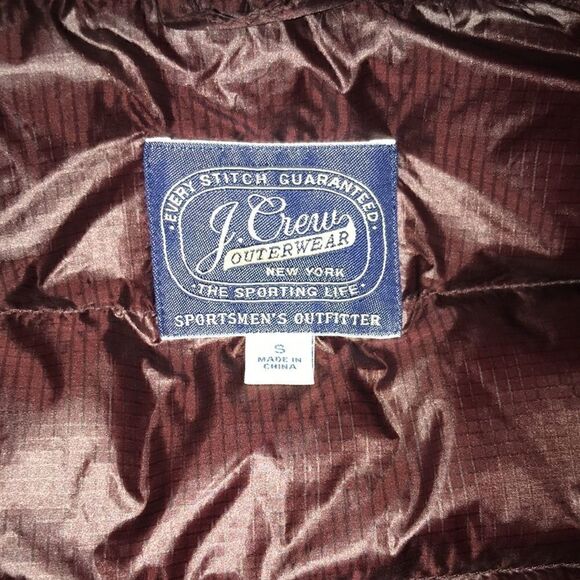 · EVERY STITCH GUARANTEED ·
J. Crew
OUTERWEAR
NEW YORK
THE SPORTING LIFE
SPORTSMEN'S OUTFITTER
S
MADE IN
CHINA